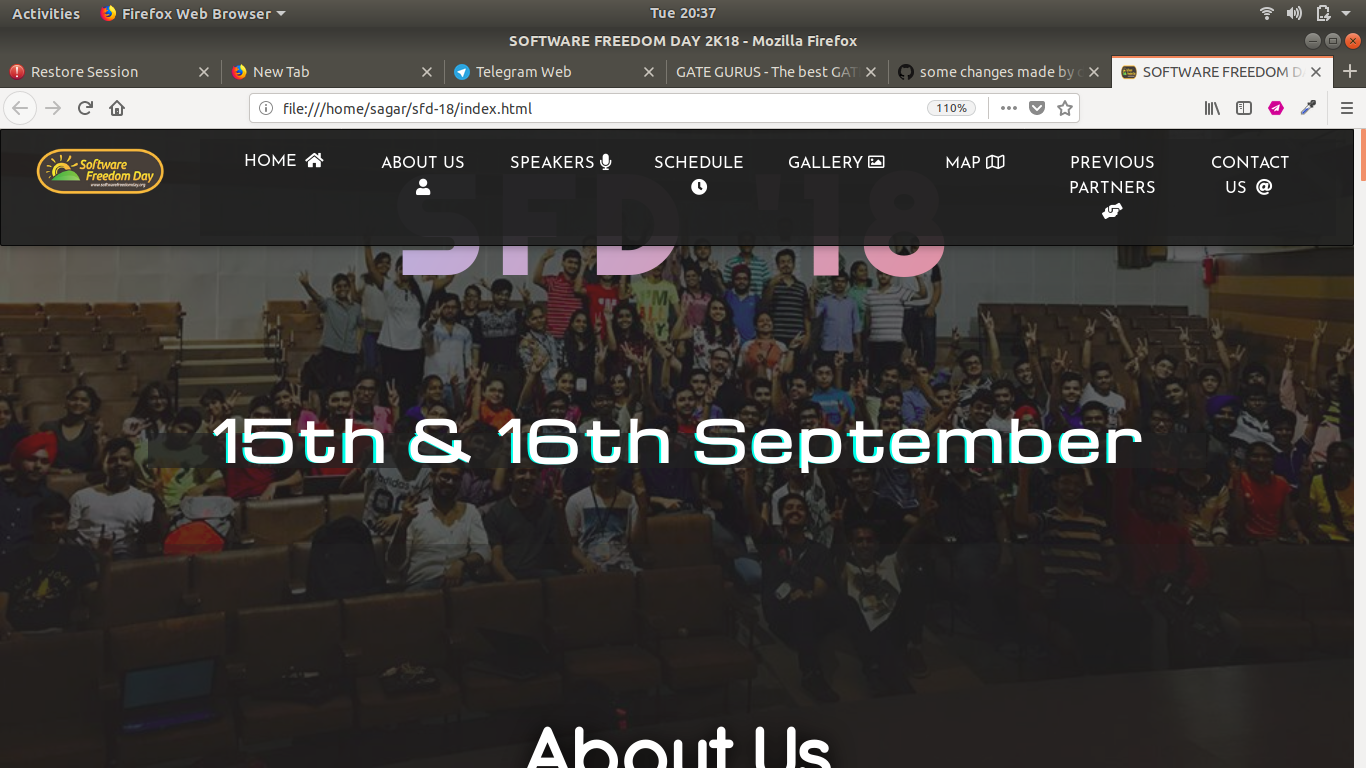 Activities Firefox Web Browser Tue 20:37
SOFTWARE FREEDOM DAY 2K18 - Mozilla Firefox
Restore Session New Tab Telegram Web GATE GURUS - The best GAT some changes made by SOFTWARE FREEDOM D
file:///home/sagar/sfd-18/index.html 110%
Software
Freedom Day
www.softwarefreedomday.org
HOME ABOUT US SPEAKERS SCHEDULE GALLERY MAP PREVIOUS CONTACT
PARTNERS US @
SFD '18
15th & 16th September
About Us